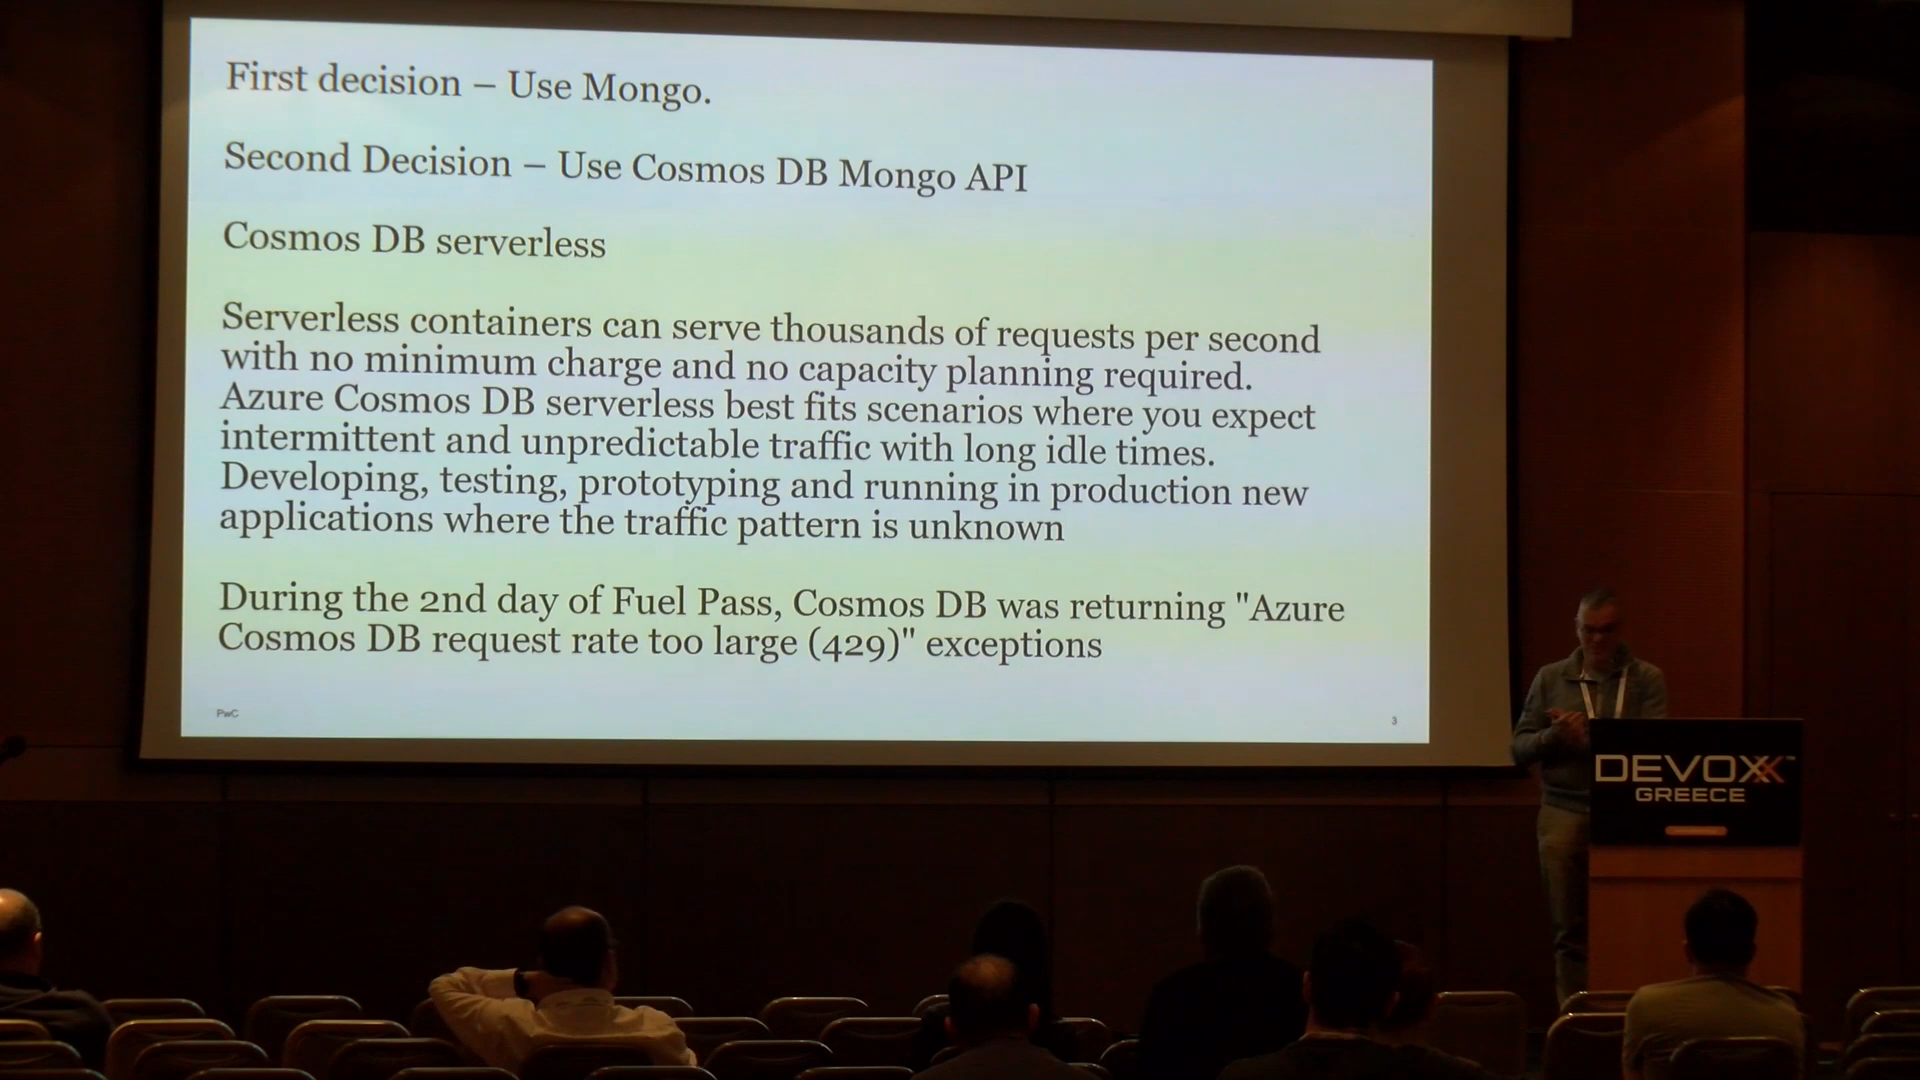 First decision – Use Mongo.
Second Decision – Use Cosmos DB Mongo API
Cosmos DB serverless
Serverless containers can serve thousands of requests per second
with no minimum charge and no capacity planning required.
Azure Cosmos DB serverless best fits scenarios where you expect
intermittent and unpredictable traffic with long idle times.
Developing, testing, prototyping and running in production new
applications where the traffic pattern is unknown
During the 2nd day of Fuel Pass, Cosmos DB was returning "Azure
Cosmos DB request rate too large (429)" exceptions
PwC
3
DEVOXX™
GREECE